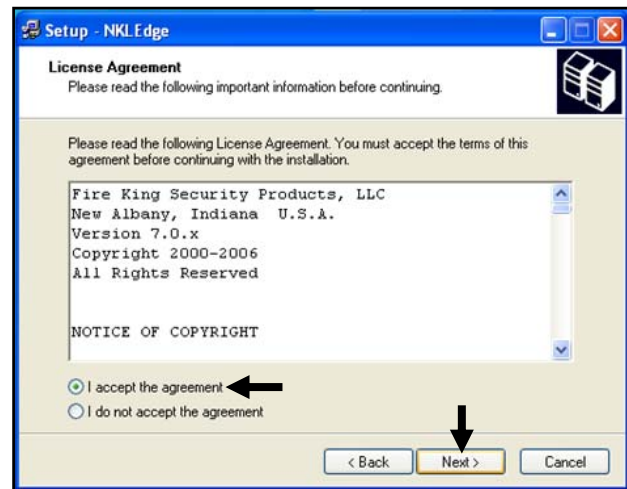 Setup - NKLEdge
License Agreement
Please read the following important information before continuing.
Please read the following License Agreement. You must accept the terms of this
agreement before continuing with the installation.
Fire King Security Products, LLC
New Albany, Indiana  U.S.A.
Version 7.0.x
Copyright 2000-2006
All Rights Reserved
NOTICE OF COPYRIGHT
I accept the agreement
I do not accept the agreement
< Back
Next >
Cancel